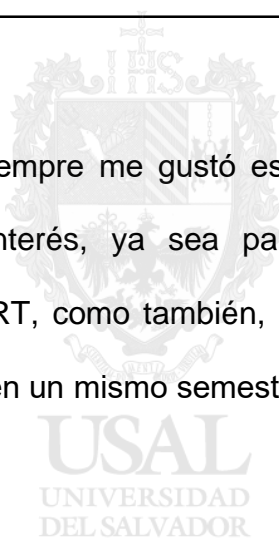 empre me gustó es
nterés, ya sea pa
RT, como también,
en un mismo semest
IHS
USAL
UNIVERSIDAD
DEL SALVADOR